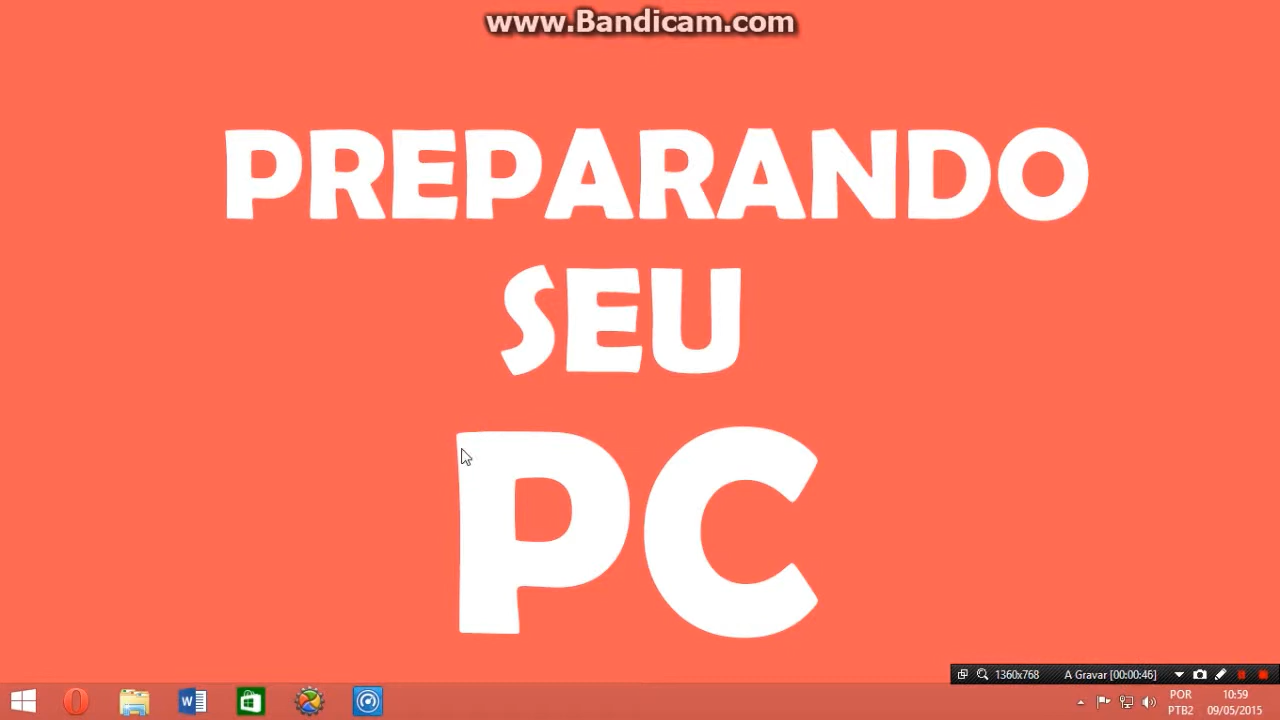 www.Bandicam.com
PREPARANDO
SEU
PC
1360x768 A Gravar [00:00:46]
POR 10:59
PTB2 09/05/2015